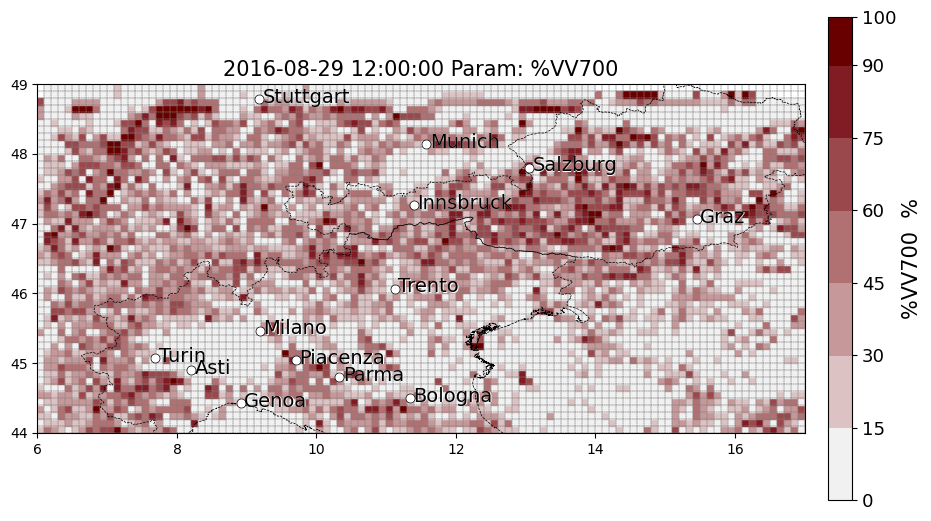 2016-08-29 12:00:00 Param: %VV700
100
90
75
60
45
30
15
0
%VV700 %
49
48
47
46
45
44
6
8
10
12
14
16
Stuttgart
Munich
Salzburg
Innsbruck
Graz
Trento
Milano
Turin
Piacenza
Asti
Parma
Bologna
Genoa